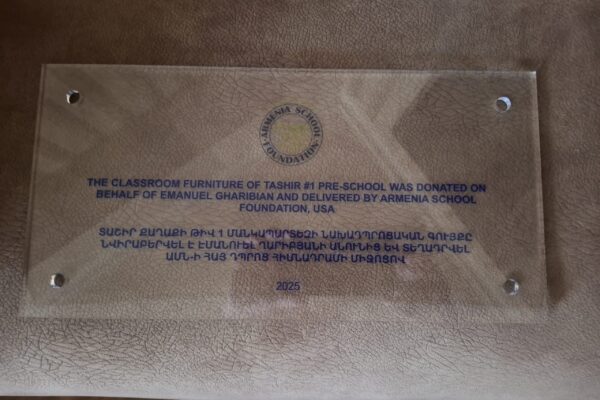 ARMENIA SCHOOL FOUNDATION
THE CLASSROOM FURNITURE OF TASHIR #1 PRE-SCHOOL WAS DONATED ON
BEHALF OF EMANUEL GHARIBIAN AND DELIVERED BY ARMENIA SCHOOL
FOUNDATION, USA
ՏԱՇԻՐ ՔԱՂԱՔԻ ԹԻՎ 1 ՄԱՆԿԱՊԱՐՏԵԶԻ ՆԱԽԱԴՊՐՈՑԱԿԱՆ ԳՈՒՅՔԸ
ՆՎԻՐԱԲԵՐՎԵԼ Է ԷՄԱՆՈՒԵԼ ՂԱՐԻԲՅԱՆԻ ԱՆՈՒՆԻՑ ԵՎ ՏԵՂԱԴՐՎԵԼ
ԱՄՆ-Ի ՀԱՅ ԴՊՐՈՑ ՀԻՄՆԱԴՐԱՄԻ ՄԻՋՈՑՈՎ
2025